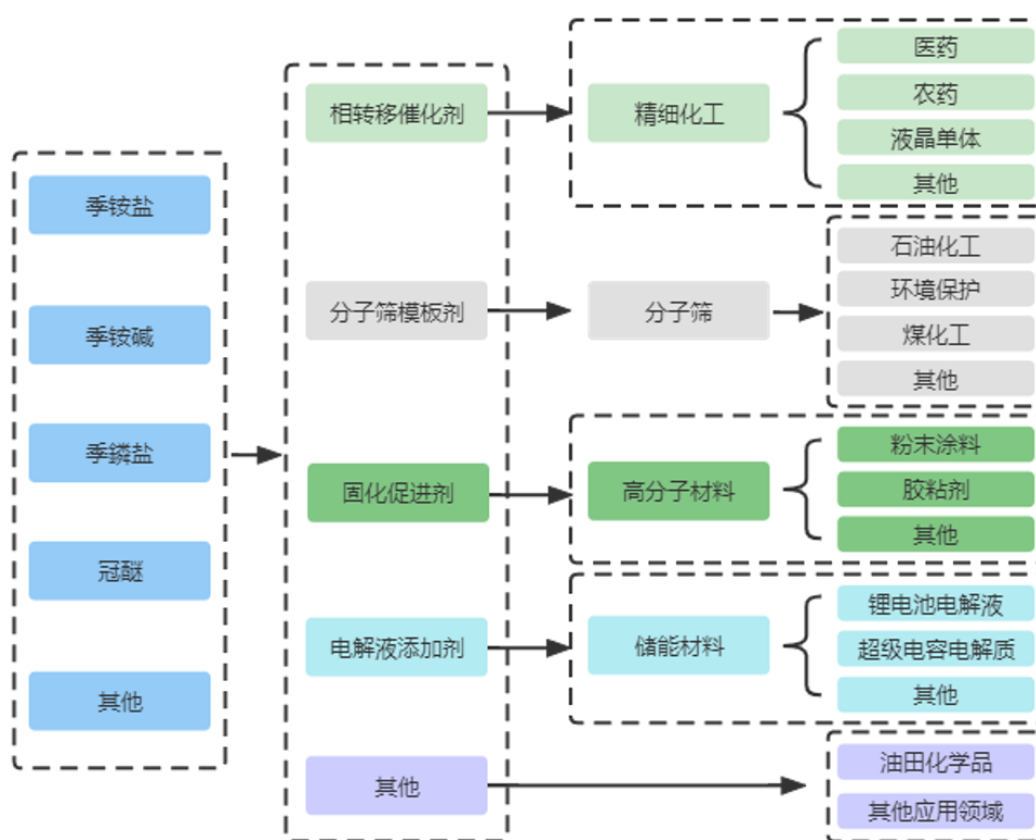 季铵盐
季铵碱
季鏻盐
冠醚
其他
相转移催化剂
分子筛模板剂
固化促进剂
电解液添加剂
其他
精细化工
分子筛
高分子材料
储能材料
医药
农药
液晶单体
其他
石油化工
环境保护
煤化工
其他
粉末涂料
胶粘剂
其他
锂电池电解液
超级电容电解质
其他
油田化学品
其他应用领域